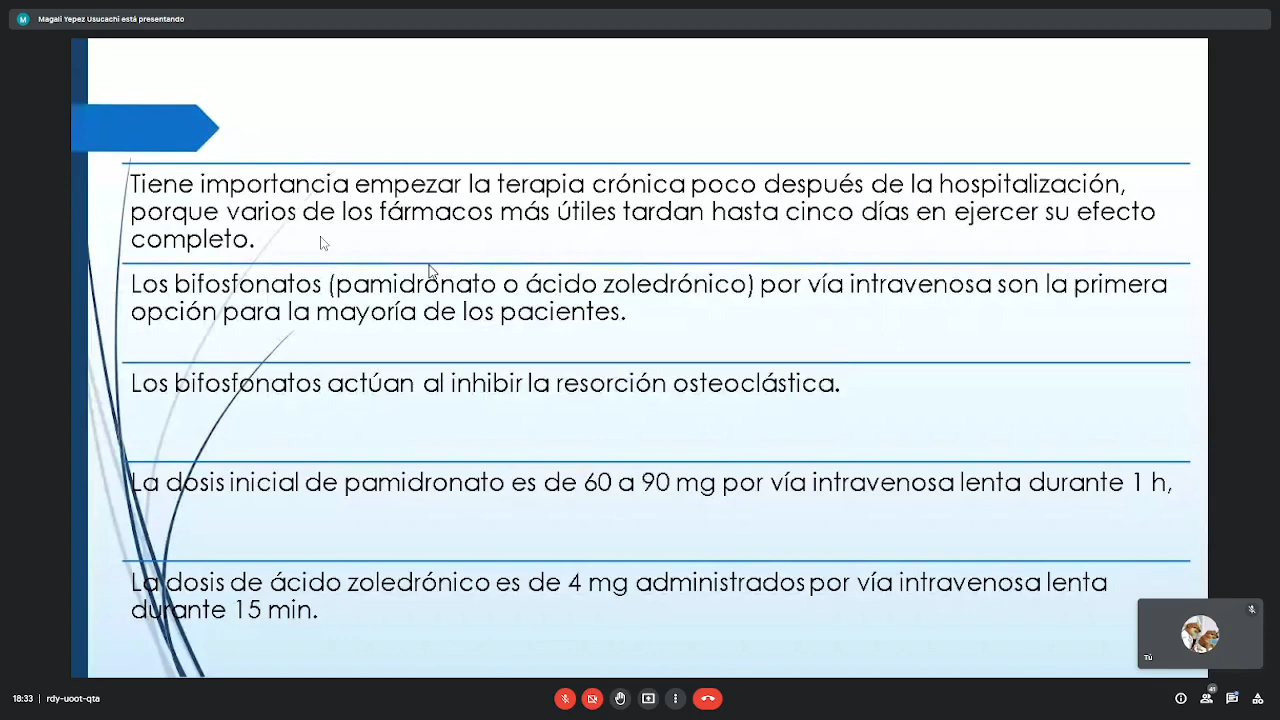 M Magali Yepez Usucachi está presentando
Tiene importancia empezar la terapia crónica poco después de la hospitalización,
porque varios de los fármacos más útiles tardan hasta cinco días en ejercer su efecto
completo.
Los bifosfonatos (pamidronato o ácido zoledrónico) por vía intravenosa son la primera
opción para la mayoría de los pacientes.
Los bifosfonatos actúan al inhibir la resorción osteoclástica.
La dosis inicial de pamidronato es de 60 a 90 mg por vía intravenosa lenta durante 1 h,
La dosis de ácido zoledrónico es de 4 mg administrados por vía intravenosa lenta
durante 15 min.
Tú
18:33 | rdy-uoot-qta
41